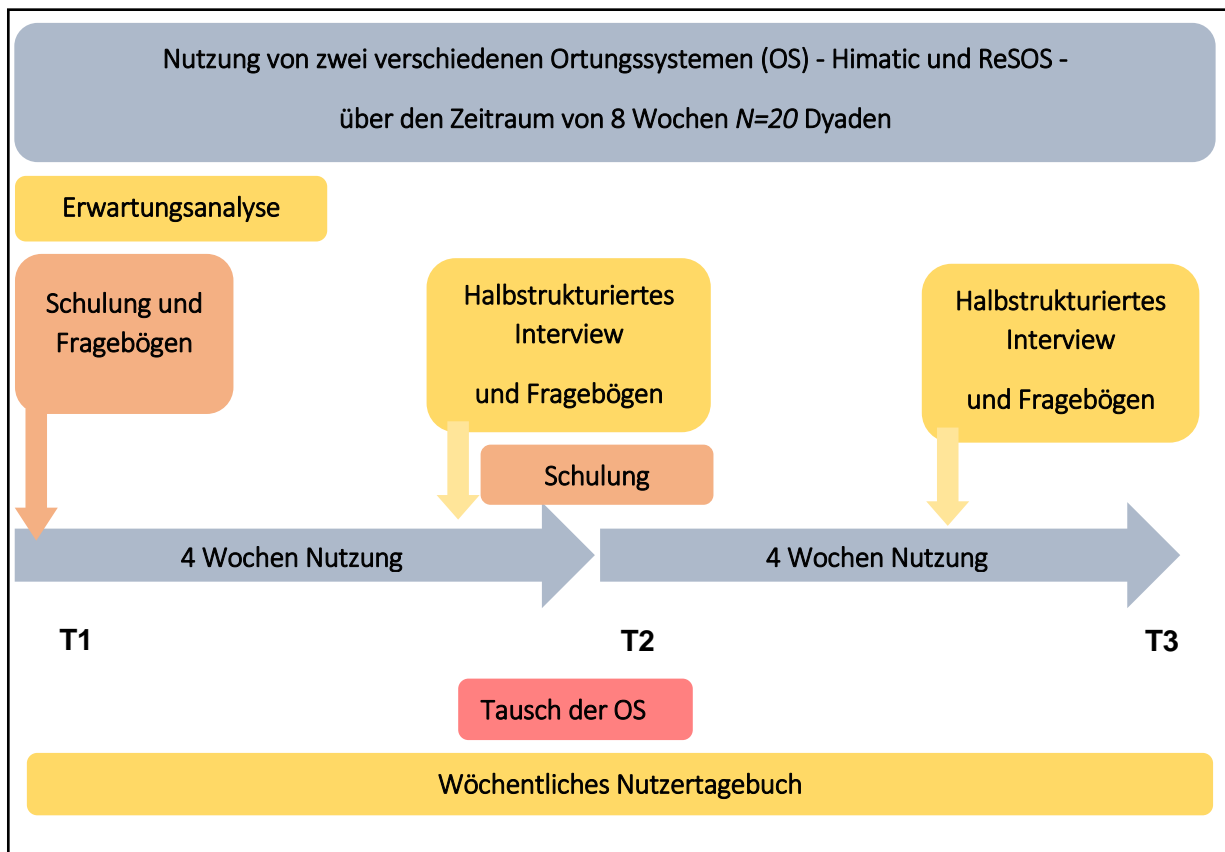 Nutzung von zwei verschiedenen Ortungssystemen (OS) - Himatic und ReSOS -
über den Zeitraum von 8 Wochen N=20 Dyaden
Erwartungsanalyse
Schulung und
Fragebögen
Halbstrukturiertes
Interview
und Fragebögen
Halbstrukturiertes
Interview
und Fragebögen
Schulung
4 Wochen Nutzung
4 Wochen Nutzung
T1
T2
T3
Tausch der OS
Wöchentliches Nutzertagebuch